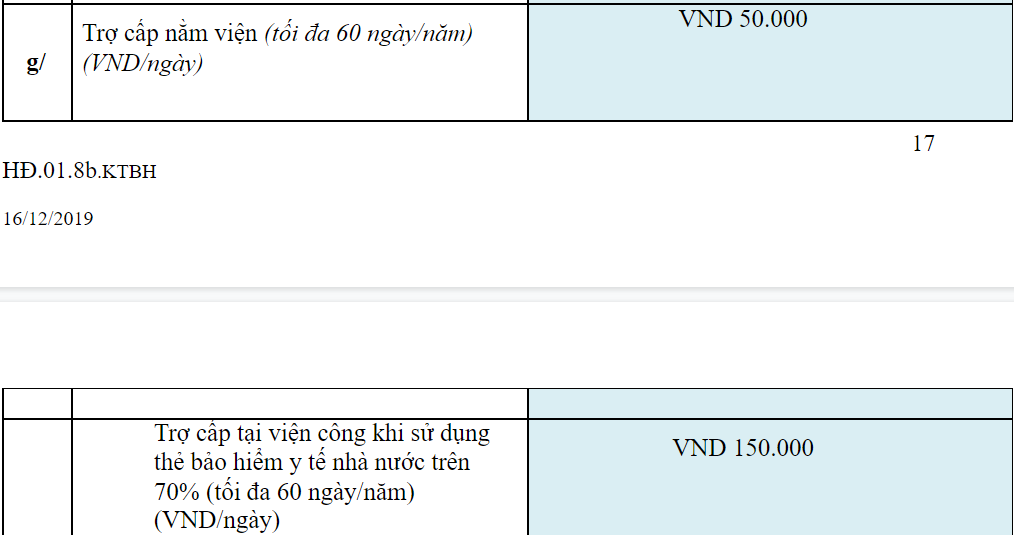 VND 50.000
Trợ cấp nằm viện (tối đa 60 ngày/năm)
g/ (VND/ngày)
17
HĐ.01.8b.KTBH
16/12/2019
Trợ cấp tại viện công khi sử dụng
thẻ bảo hiểm y tế nhà nước trên
70% (tối đa 60 ngày/năm)
(VND/ngày)
VND 150.000